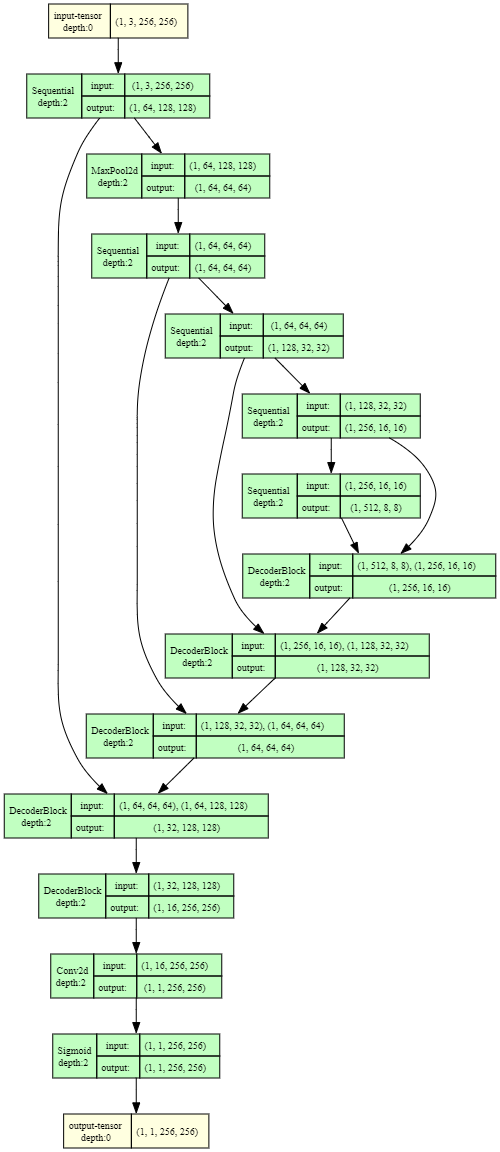 input-tensor
depth:0
(1, 3, 256, 256)
Sequential
depth:2
input:
(1, 3, 256, 256)
output:
(1, 64, 128, 128)
MaxPool2d
depth:2
input:
(1, 64, 128, 128)
output:
(1, 64, 64, 64)
Sequential
depth:2
input:
(1, 64, 64, 64)
output:
(1, 64, 64, 64)
Sequential
depth:2
input:
(1, 64, 64, 64)
output:
(1, 128, 32, 32)
Sequential
depth:2
input:
(1, 128, 32, 32)
output:
(1, 256, 16, 16)
Sequential
depth:2
input:
(1, 256, 16, 16)
output:
(1, 512, 8, 8)
DecoderBlock
depth:2
input:
(1, 512, 8, 8), (1, 256, 16, 16)
output:
(1, 256, 16, 16)
DecoderBlock
depth:2
input:
(1, 256, 16, 16), (1, 128, 32, 32)
output:
(1, 128, 32, 32)
DecoderBlock
depth:2
input:
(1, 128, 32, 32), (1, 64, 64, 64)
output:
(1, 64, 64, 64)
DecoderBlock
depth:2
input:
(1, 64, 64, 64), (1, 64, 128, 128)
output:
(1, 32, 128, 128)
DecoderBlock
depth:2
input:
(1, 32, 128, 128)
output:
(1, 16, 256, 256)
Conv2d
depth:2
input:
(1, 16, 256, 256)
output:
(1, 1, 256, 256)
Sigmoid
depth:2
input:
(1, 1, 256, 256)
output:
(1, 1, 256, 256)
output-tensor
depth:0
(1, 1, 256, 256)